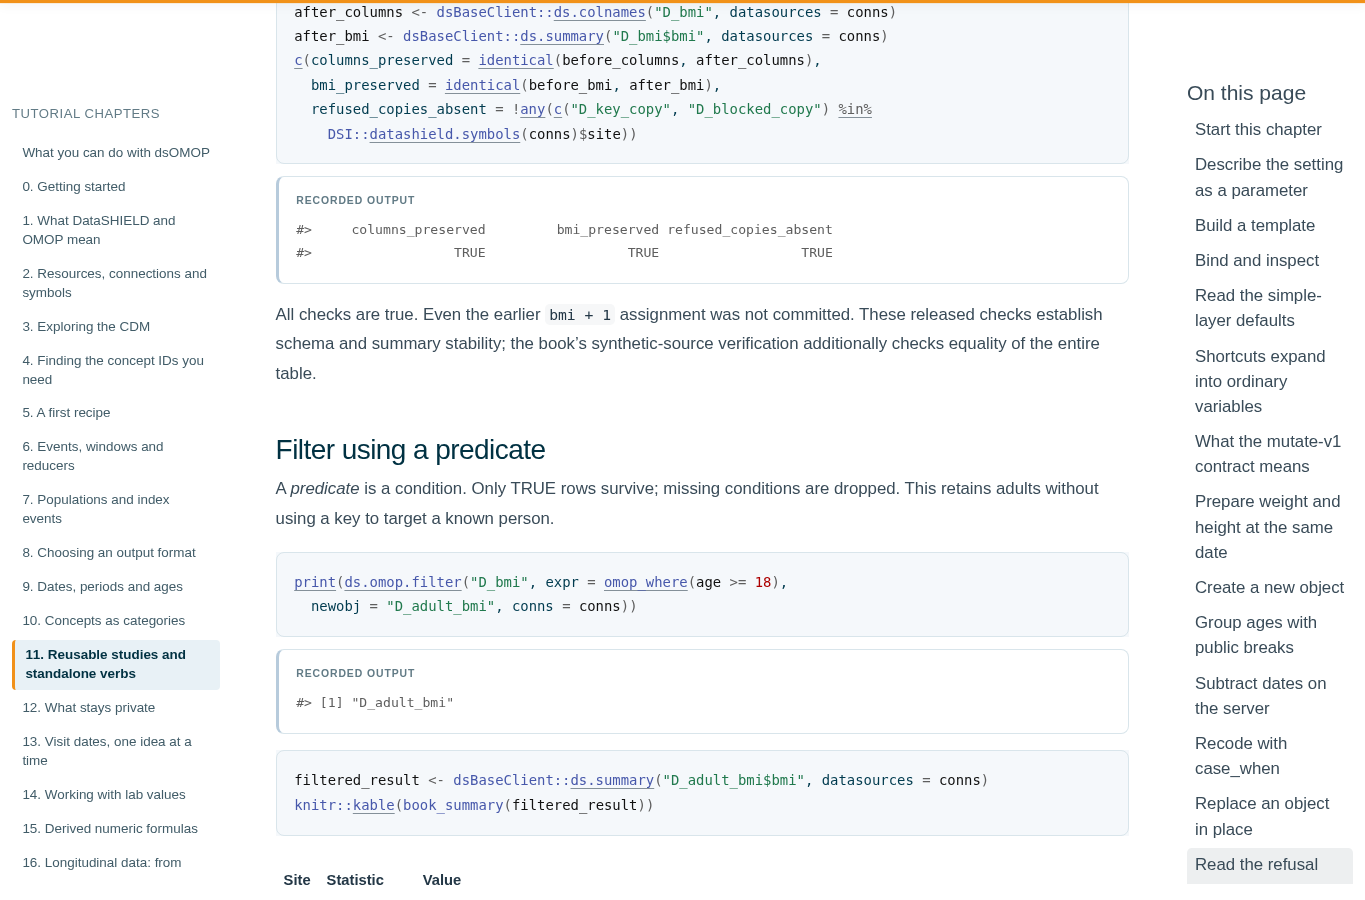 TUTORIAL CHAPTERS
What you can do with dsOMOP
0. Getting started
1. What DataSHIELD and
OMOP mean
2. Resources, connections and
symbols
3. Exploring the CDM
4. Finding the concept IDs you
need
5. A first recipe
6. Events, windows and
reducers
7. Populations and index
events
8. Choosing an output format
9. Dates, periods and ages
10. Concepts as categories
11. Reusable studies and
standalone verbs
12. What stays private
13. Visit dates, one idea at a
time
14. Working with lab values
15. Derived numeric formulas
16. Longitudinal data: from
after_columns <- dsBaseClient::ds.colnames("D_bmi", datasources = conns)
after_bmi <- dsBaseClient::ds.summary("D_bmi$bmi", datasources = conns)
c(columns_preserved = identical(before_columns, after_columns),
  bmi_preserved = identical(before_bmi, after_bmi),
  refused_copies_absent = !any(c("D_key_copy", "D_blocked_copy") %in%
    DSI::datashield.symbols(conns)$site))
RECORDED OUTPUT
#>     columns_preserved         bmi_preserved refused_copies_absent
#>                  TRUE                  TRUE                  TRUE
All checks are true. Even the earlier bmi + 1 assignment was not committed. These released checks establish
schema and summary stability; the book’s synthetic-source verification additionally checks equality of the entire
table.
Filter using a predicate
A predicate is a condition. Only TRUE rows survive; missing conditions are dropped. This retains adults without
using a key to target a known person.
print(ds.omop.filter("D_bmi", expr = omop_where(age >= 18),
  newobj = "D_adult_bmi", conns = conns))
RECORDED OUTPUT
#> [1] "D_adult_bmi"
filtered_result <- dsBaseClient::ds.summary("D_adult_bmi$bmi", datasources = conns)
knitr::kable(book_summary(filtered_result))
Site Statistic Value
On this page
Start this chapter
Describe the setting
as a parameter
Build a template
Bind and inspect
Read the simple-
layer defaults
Shortcuts expand
into ordinary
variables
What the mutate-v1
contract means
Prepare weight and
height at the same
date
Create a new object
Group ages with
public breaks
Subtract dates on
the server
Recode with
case_when
Replace an object
in place
Read the refusal